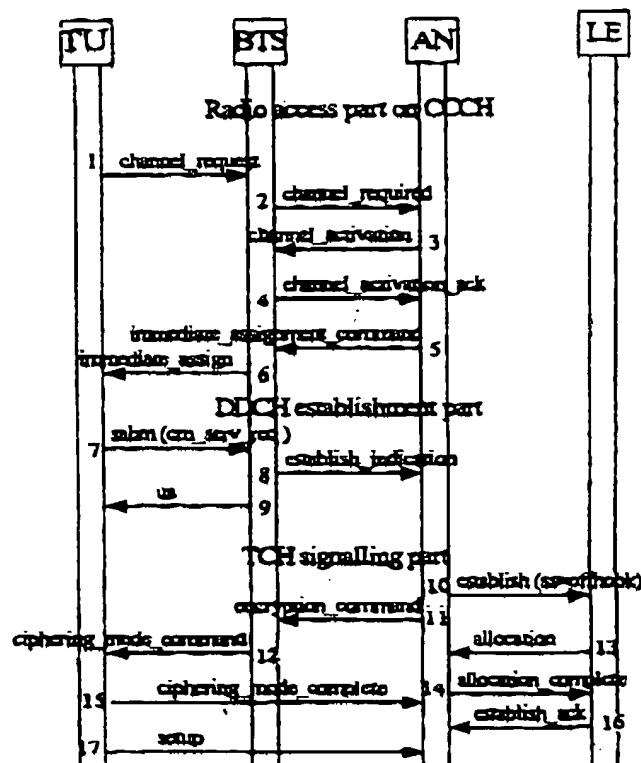 TU BTS AN LE
Radio access part on CCCH
1 channel_request
2 channel_required
channel_activation 3
4 channel_activation_ack
immediate_assignment_command 5
immediate_assign 6
DDCH establishment part
7 sabm (cm_serv_req)
8 establish_indication
ua 9
TCH signalling part
10 establish (ss=offhook)
encryption_command 11
ciphering_mode_command 12
allocation 13
14 allocation_complete
15 ciphering_mode_complete
establish_ack 16
17 setup